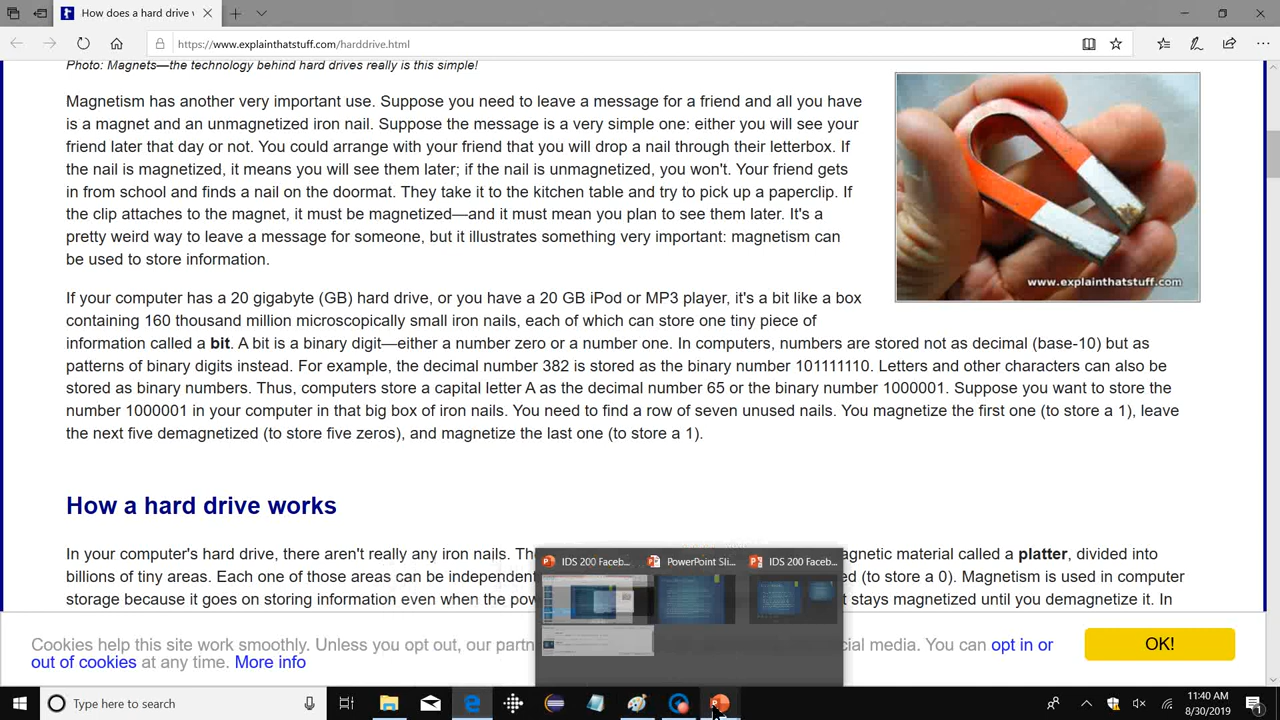 How does a hard drive w
https://www.explainthatstuff.com/harddrive.html
Photo: Magnets—the technology behind hard drives really is this simple!
Magnetism has another very important use. Suppose you need to leave a message for a friend and all you have
is a magnet and an unmagnetized iron nail. Suppose the message is a very simple one: either you will see your
friend later that day or not. You could arrange with your friend that you will drop a nail through their letterbox. If
the nail is magnetized, it means you will see them later; if the nail is unmagnetized, you won't. Your friend gets
in from school and finds a nail on the doormat. They take it to the kitchen table and try to pick up a paperclip. If
the clip attaches to the magnet, it must be magnetized—and it must mean you plan to see them later. It's a
pretty weird way to leave a message for someone, but it illustrates something very important: magnetism can
be used to store information.
www.explainthatstuff.com
If your computer has a 20 gigabyte (GB) hard drive, or you have a 20 GB iPod or MP3 player, it's a bit like a box
containing 160 thousand million microscopically small iron nails, each of which can store one tiny piece of
information called a bit. A bit is a binary digit—either a number zero or a number one. In computers, numbers are stored not as decimal (base-10) but as
patterns of binary digits instead. For example, the decimal number 382 is stored as the binary number 101111110. Letters and other characters can also be
stored as binary numbers. Thus, computers store a capital letter A as the decimal number 65 or the binary number 1000001. Suppose you want to store the
number 1000001 in your computer in that big box of iron nails. You need to find a row of seven unused nails. You magnetize the first one (to store a 1), leave
the next five demagnetized (to store five zeros), and magnetize the last one (to store a 1).
How a hard drive works
In your computer's hard drive, there aren't really any iron nails. The agnetic material called a platter, divided into
billions of tiny areas. Each one of those areas can be independent ed (to store a 0). Magnetism is used in computer
storage because it goes on storing information even when the pow t stays magnetized until you demagnetize it. In
IDS 200 Faceb...
PowerPoint Sli...
IDS 200 Faceb...
Cookies help this site work smoothly. Unless you opt out, our partn cial media. You can opt in or
out of cookies at any time. More info
OK!
Type here to search
11:40 AM
8/30/2019
1